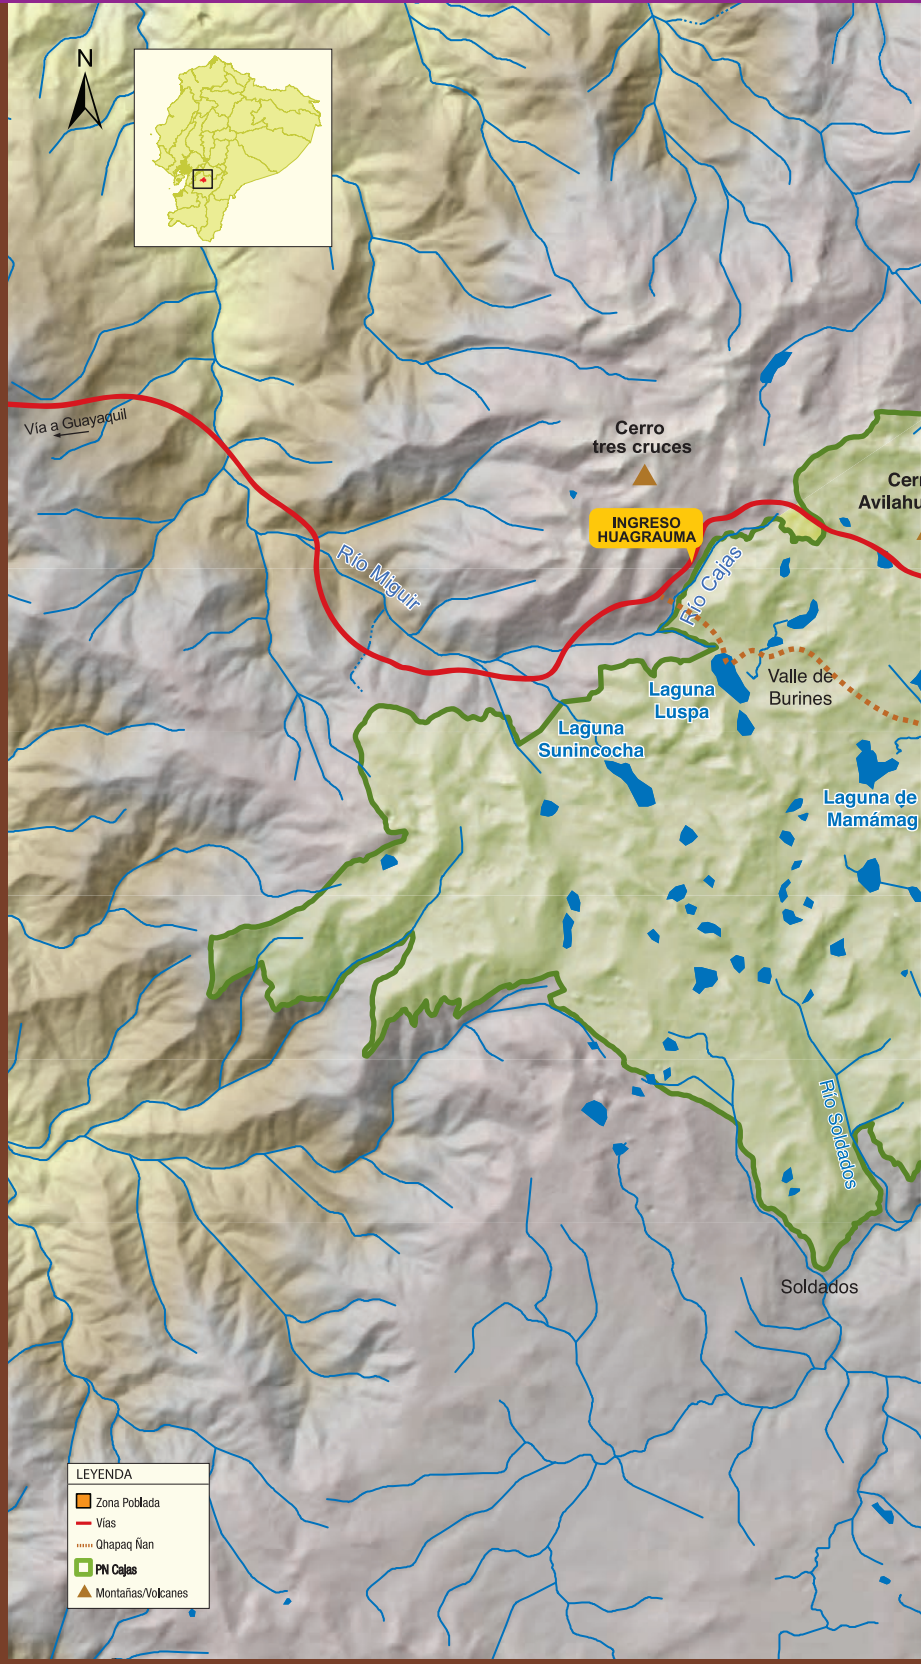 N
Vía a Guayaquil
Cerro
tres cruces
Avilahu
INGRESO
HUAGRAUMA
Río Cajas
Río Miguir
Laguna
Luspa
Valle de
Burines
Laguna
Sunincocha
Laguna de
Mamámag
Río Soldados
Soldados
LEYENDA
Zona Poblada
Vías
Qhapaq Ñan
PN Cajas
Montañas/Volcanes